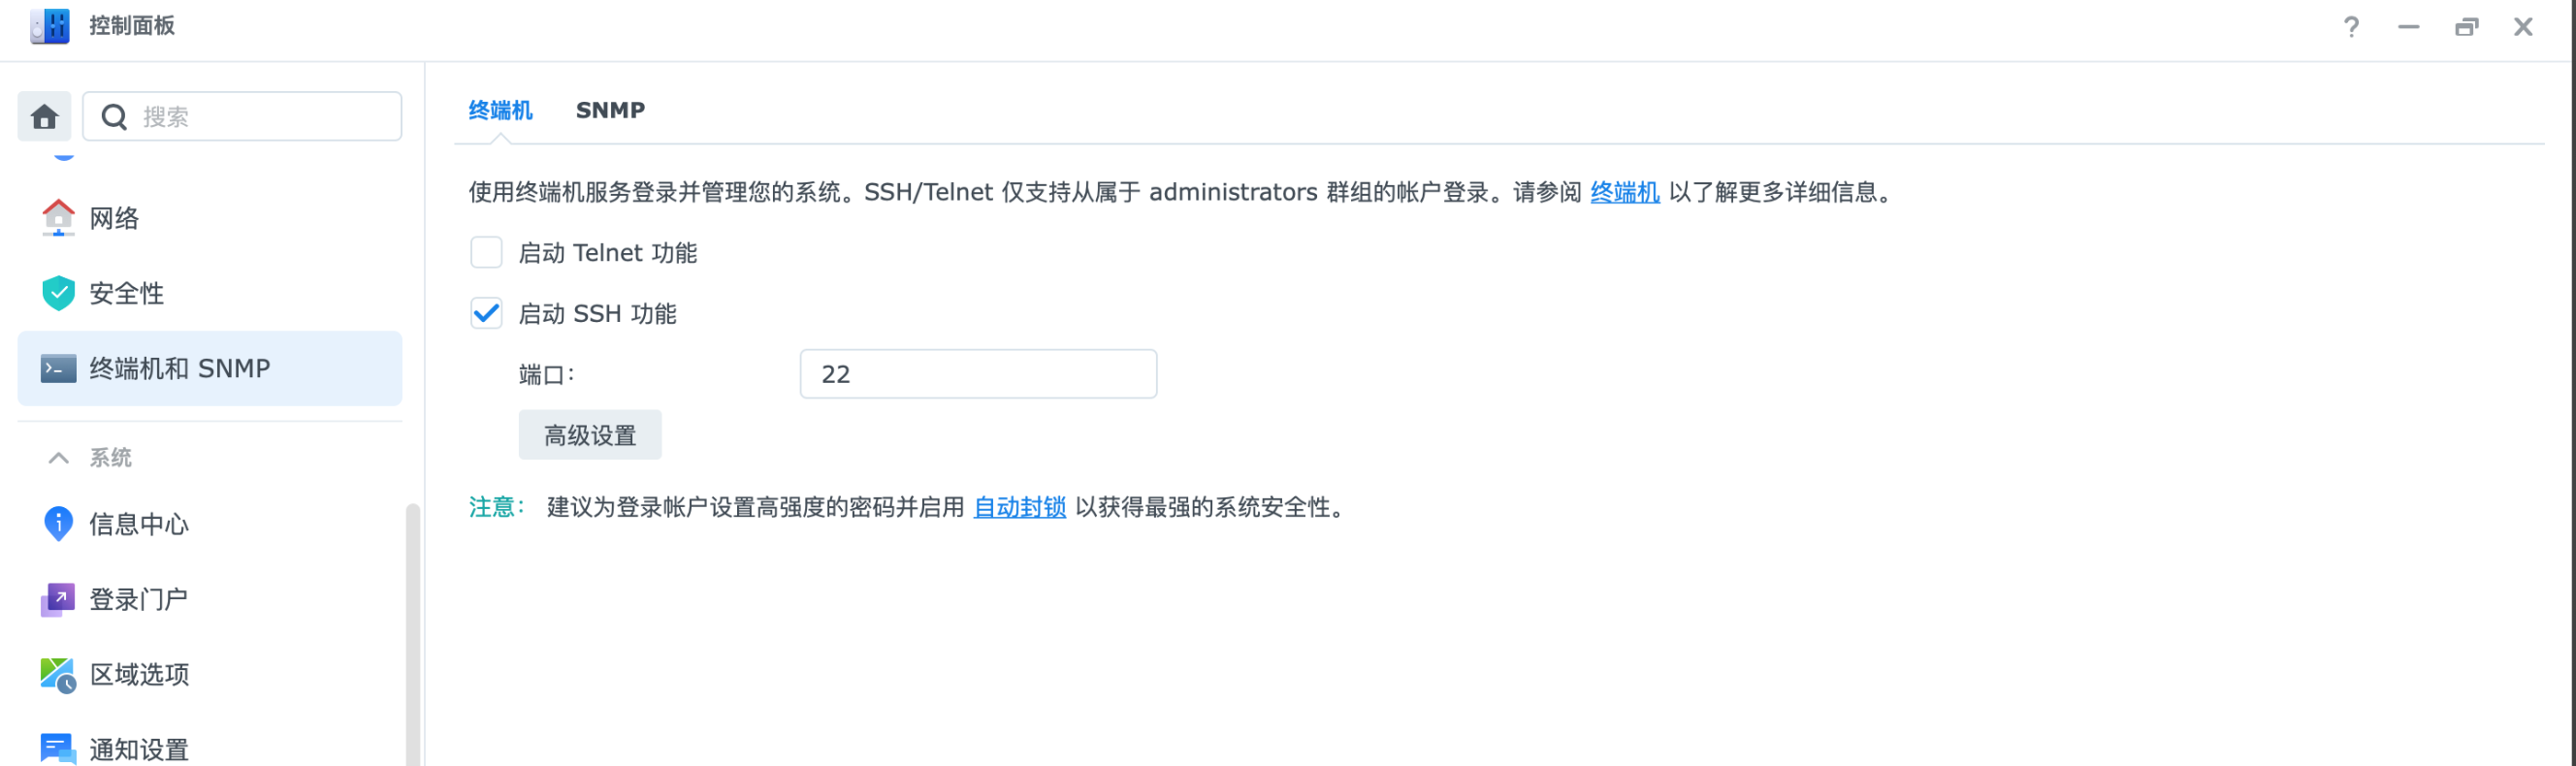 控制面板
搜索
网络
安全性
终端机和 SNMP
系统
信息中心
登录门户
区域选项
通知设置
终端机 SNMP
使用终端机服务登录并管理您的系统。SSH/Telnet 仅支持从属于 administrators 群组的帐户登录。请参阅 终端机 以了解更多详细信息。
启动 Telnet 功能
启动 SSH 功能
端口： 22
高级设置
注意： 建议为登录帐户设置高强度的密码并启用 自动封锁 以获得最强的系统安全性。